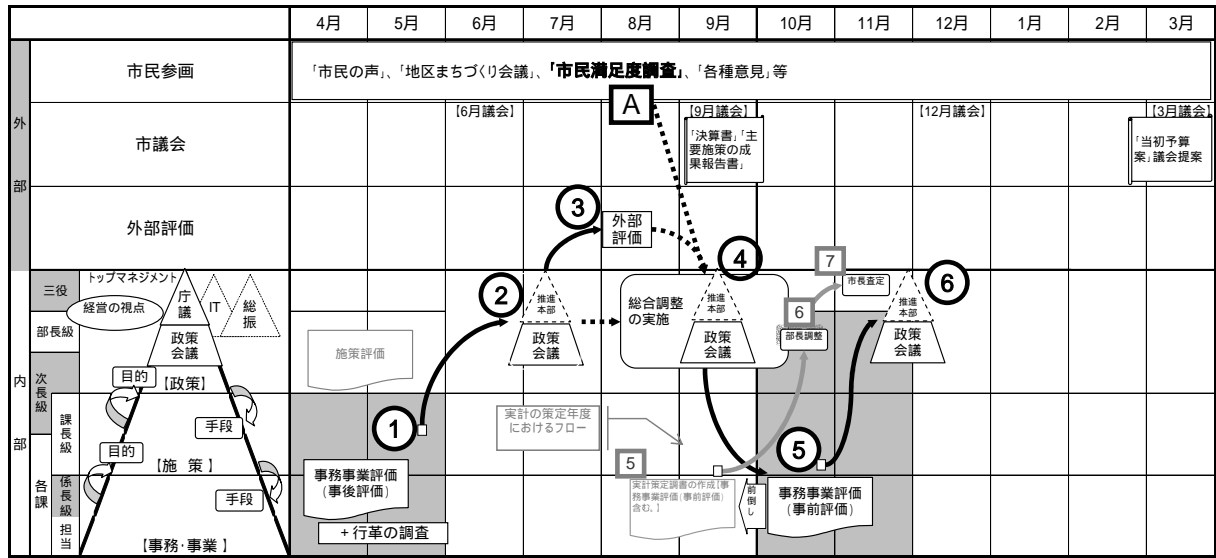 4月 5月 6月 7月 8月 9月 10月 11月 12月 1月 2月 3月
外部
市民参画
「市民の声」、「地区まちづくり会議」、「市民満足度調査」、「各種意見」等
A
市議会
【6月議会】
【9月議会】
「決算書」「主
要施策の成
果報告書」
【12月議会】
【3月議会】
「当初予算
案」議会提案
外部評価
3
外部
評価
4
内部
三役
部長級
次長級
課長級
各課
係長級
担当
トップマネジメント
経営の視点
庁議
IT
総振
政策
会議
目的
【政策】
手段
目的
【施 策】
手段
【事務・事業】
施策評価
1
事務事業評価
(事後評価)
+行革の調査
2
推進
本部
政策
会議
総合調整
の実施
推進
本部
政策
会議
実計の策定年度
におけるフロー
5
実計策定調書の作成【事
務事業評価(事前評価)
含む。】
前倒し
6
部長調整
7
市長査定
5
事務事業評価
(事前評価)
推進
本部
政策
会議
6